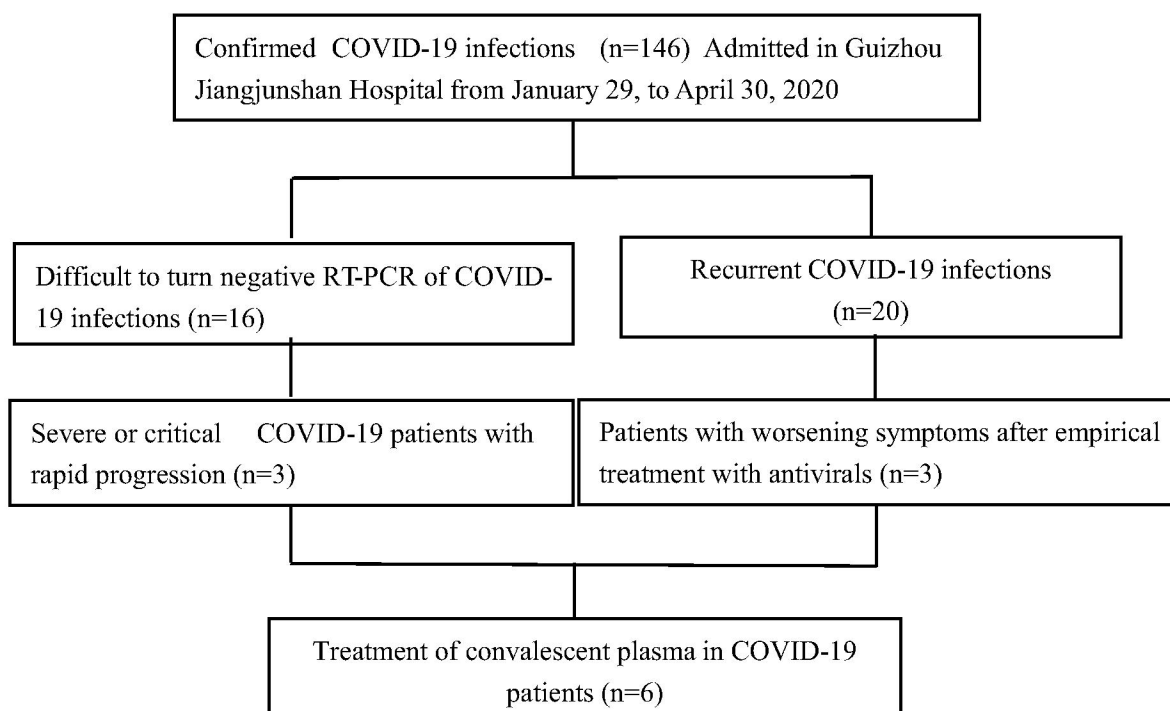 Confirmed COVID-19 infections (n=146) Admitted in Guizhou
Jiangjunshan Hospital from January 29, to April 30, 2020
Difficult to turn negative RT-PCR of COVID-
19 infections (n=16)
Recurrent COVID-19 infections
(n=20)
Severe or critical COVID-19 patients with
rapid progression (n=3)
Patients with worsening symptoms after empirical
treatment with antivirals (n=3)
Treatment of convalescent plasma in COVID-19
patients (n=6)